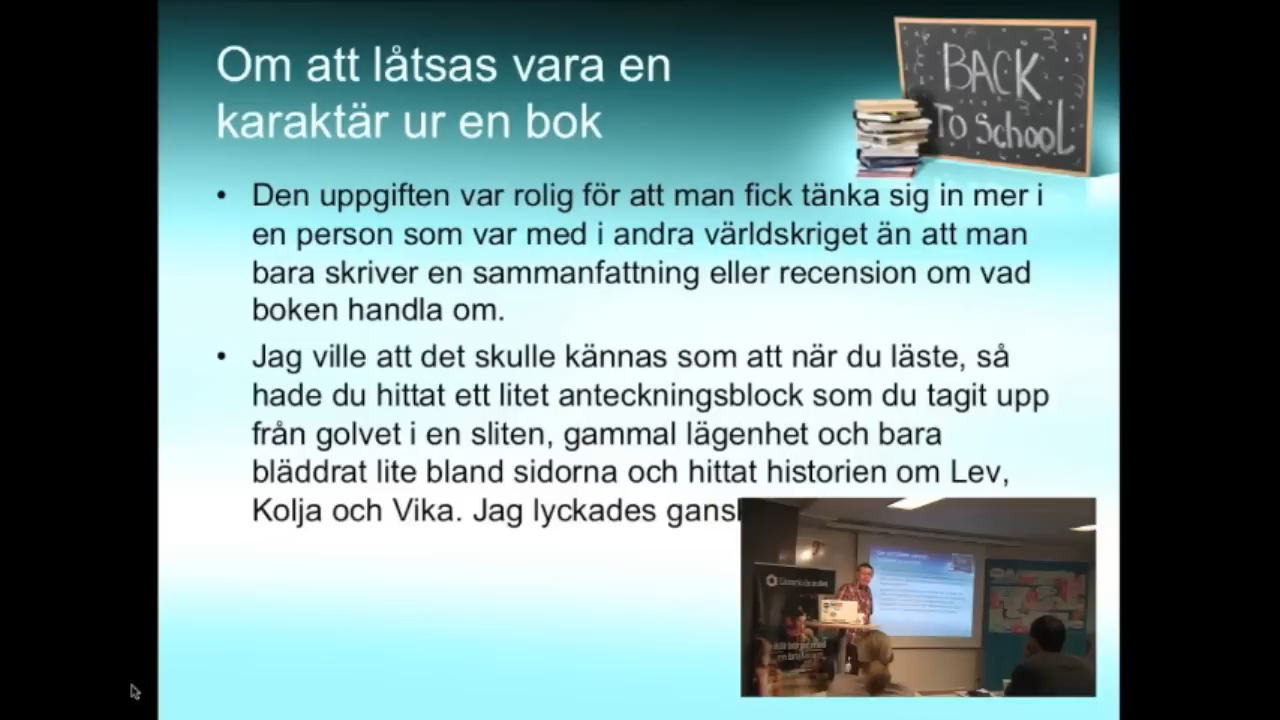 Om att låtsas vara en
karaktär ur en bok
BACK
To SCHOOL
• Den uppgiften var rolig för att man fick tänka sig in mer i
en person som var med i andra världskriget än att man
bara skriver en sammanfattning eller recension om vad
boken handla om.
• Jag ville att det skulle kännas som att när du läste, så
hade du hittat ett litet anteckningsblock som du tagit upp
från golvet i en sliten, gammal lägenhet och bara
bläddrat lite bland sidorna och hittat historien om Lev,
Kolja och Vika. Jag lyckades